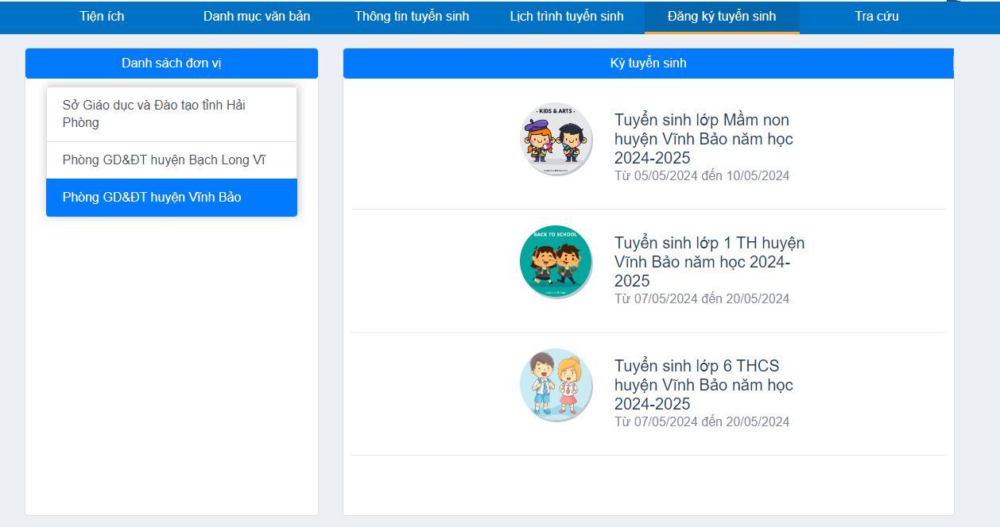 Tiện ích
Danh mục văn bản
Thông tin tuyển sinh
Lịch trình tuyển sinh
Đăng ký tuyển sinh
Tra cứu
Danh sách đơn vị
Sở Giáo dục và Đào tạo tỉnh Hải
Phòng
Phòng GD&ĐT huyện Bạch Long Vĩ
Phòng GD&ĐT huyện Vĩnh Bảo
Kỳ tuyển sinh
• KIDS & ARTS •
Tuyển sinh lớp Mầm non
huyện Vĩnh Bảo năm học
2024-2025
Từ 05/05/2024 đến 10/05/2024
BACK TO SCHOOL
Tuyển sinh lớp 1 TH huyện
Vĩnh Bảo năm học 2024-
2025
Từ 07/05/2024 đến 20/05/2024
Tuyển sinh lớp 6 THCS
huyện Vĩnh Bảo năm học
2024-2025
Từ 07/05/2024 đến 20/05/2024